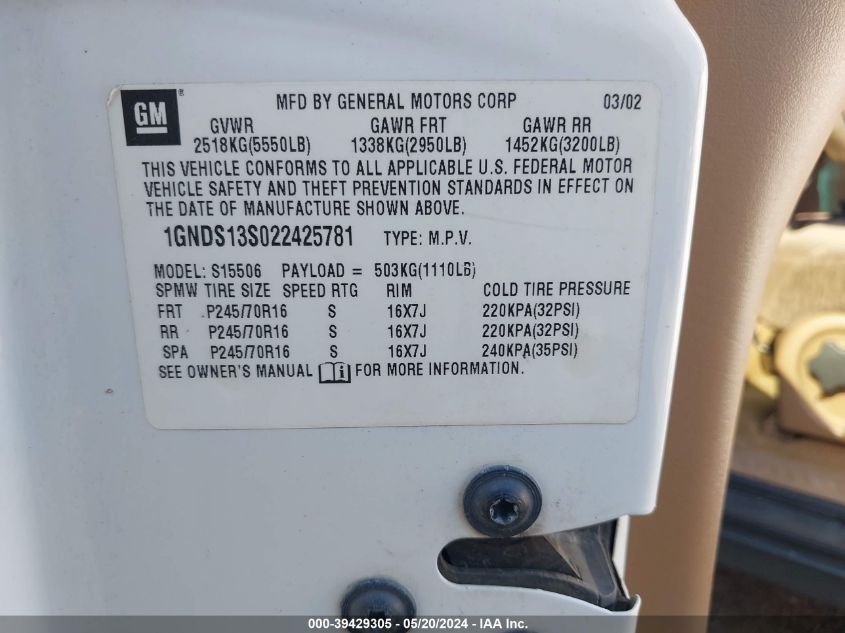 GM ® MFD BY GENERAL MOTORS CORP 03/02
GVWR GAWR FRT GAWR RR
2518KG(5550LB) 1338KG(2950LB) 1452KG(3200LB)
THIS VEHICLE CONFORMS TO ALL APPLICABLE U.S. FEDERAL MOTOR
VEHICLE SAFETY AND THEFT PREVENTION STANDARDS IN EFFECT ON
THE DATE OF MANUFACTURE SHOWN ABOVE.
1GNDS13S022425781 TYPE: M.P.V.
MODEL: S15506 PAYLOAD = 503KG(1110LB)
SPMW TIRE SIZE SPEED RTG RIM COLD TIRE PRESSURE
FRT P245/70R16 S 16X7J 220KPA(32PSI)
RR P245/70R16 S 16X7J 220KPA(32PSI)
SPA P245/70R16 S 16X7J 240KPA(35PSI)
SEE OWNER'S MANUAL i FOR MORE INFORMATION.
000-39429305 - 05/20/2024 - IAA Inc.